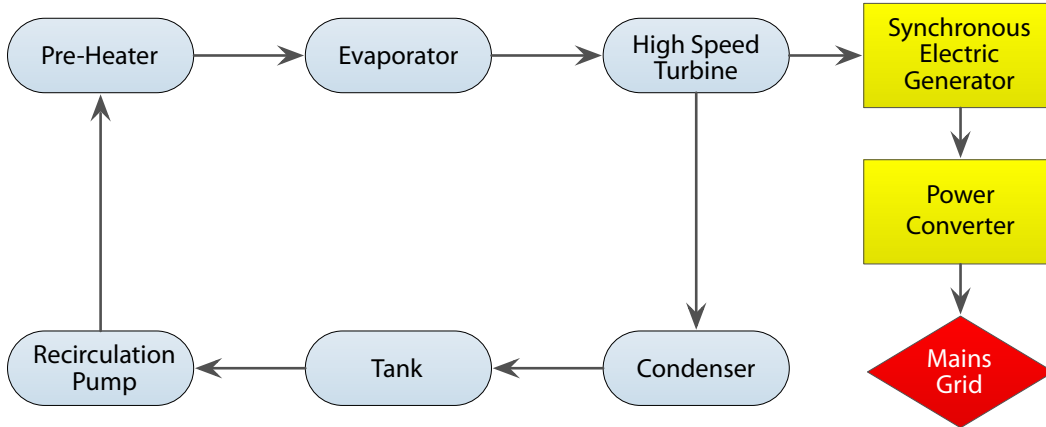 Pre-Heater
Evaporator
High Speed
Turbine
Synchronous
Electric
Generator
Power
Converter
Recirculation
Pump
Tank
Condenser
Mains
Grid